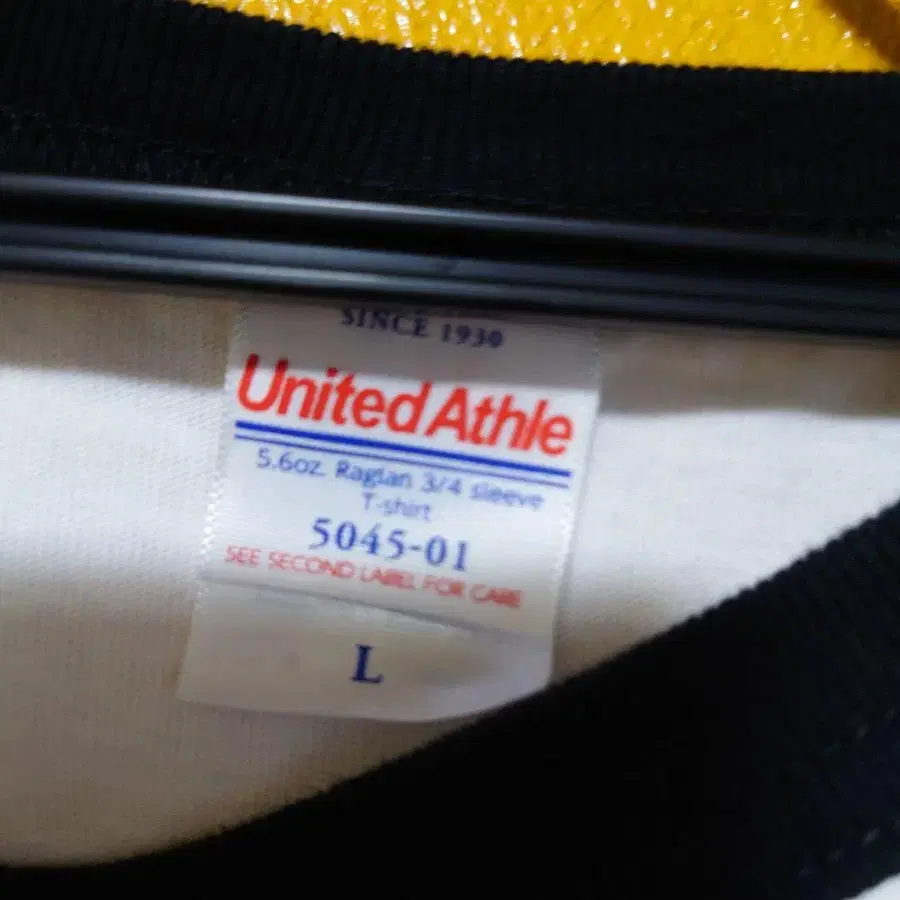 SINCE 1930
United Athle
5.6oz. Raglan 3/4 sleeve
T-shirt
5045-01
SEE SECOND LABEL FOR CARE
L